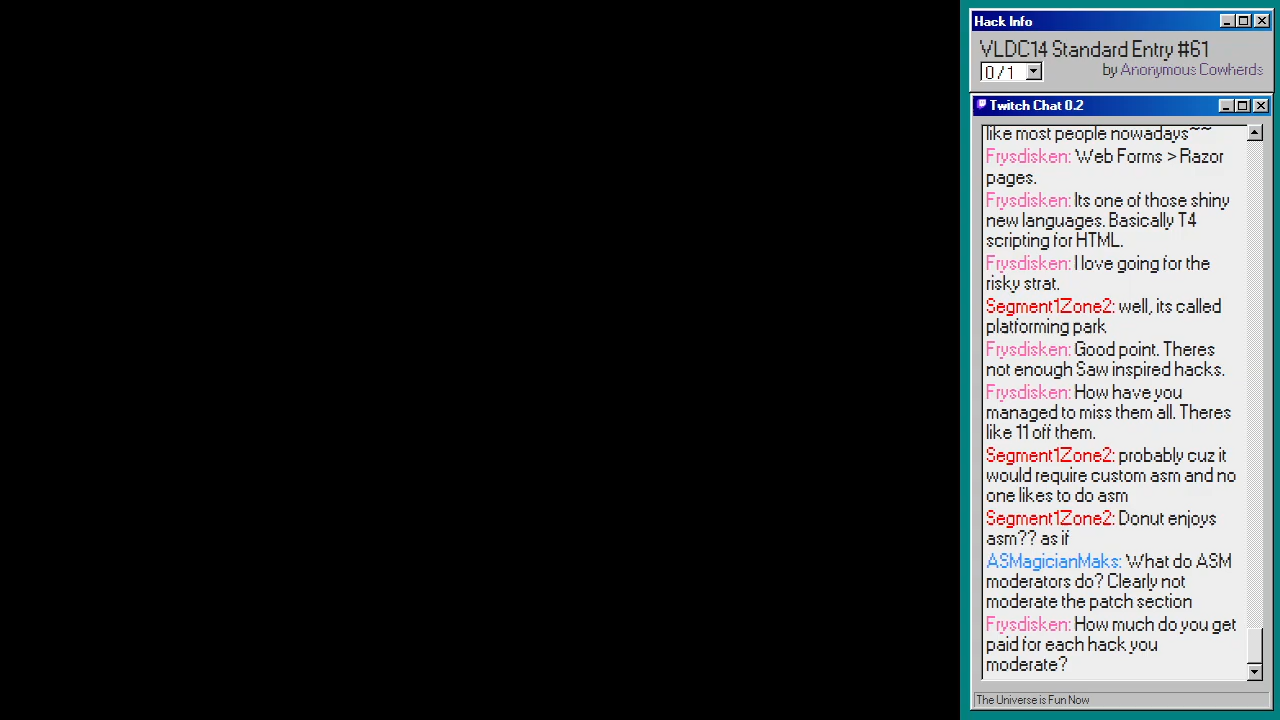 Hack Info
VLDC14 Standard Entry #61
0 / 1
by Anonymous Cowherds
Twitch Chat 0.2
like most people nowadays~~
Frysdisken: Web Forms > Razor
pages.
Frysdisken: Its one of those shiny
new languages. Basically T4
scripting for HTML.
Frysdisken: I love going for the
risky strat.
Segment1Zone2: well, its called
platforming park
Frysdisken: Good point. Theres
not enough Saw inspired hacks.
Frysdisken: How have you
managed to miss them all. Theres
like 11 off them.
Segment1Zone2: probably cuz it
would require custom asm and no
one likes to do asm
Segment1Zone2: Donut enjoys
asm?? as if
ASMagicianMaks: What do ASM
moderators do? Clearly not
moderate the patch section
Frysdisken: How much do you get
paid for each hack you
moderate?
The Universe is Fun Now